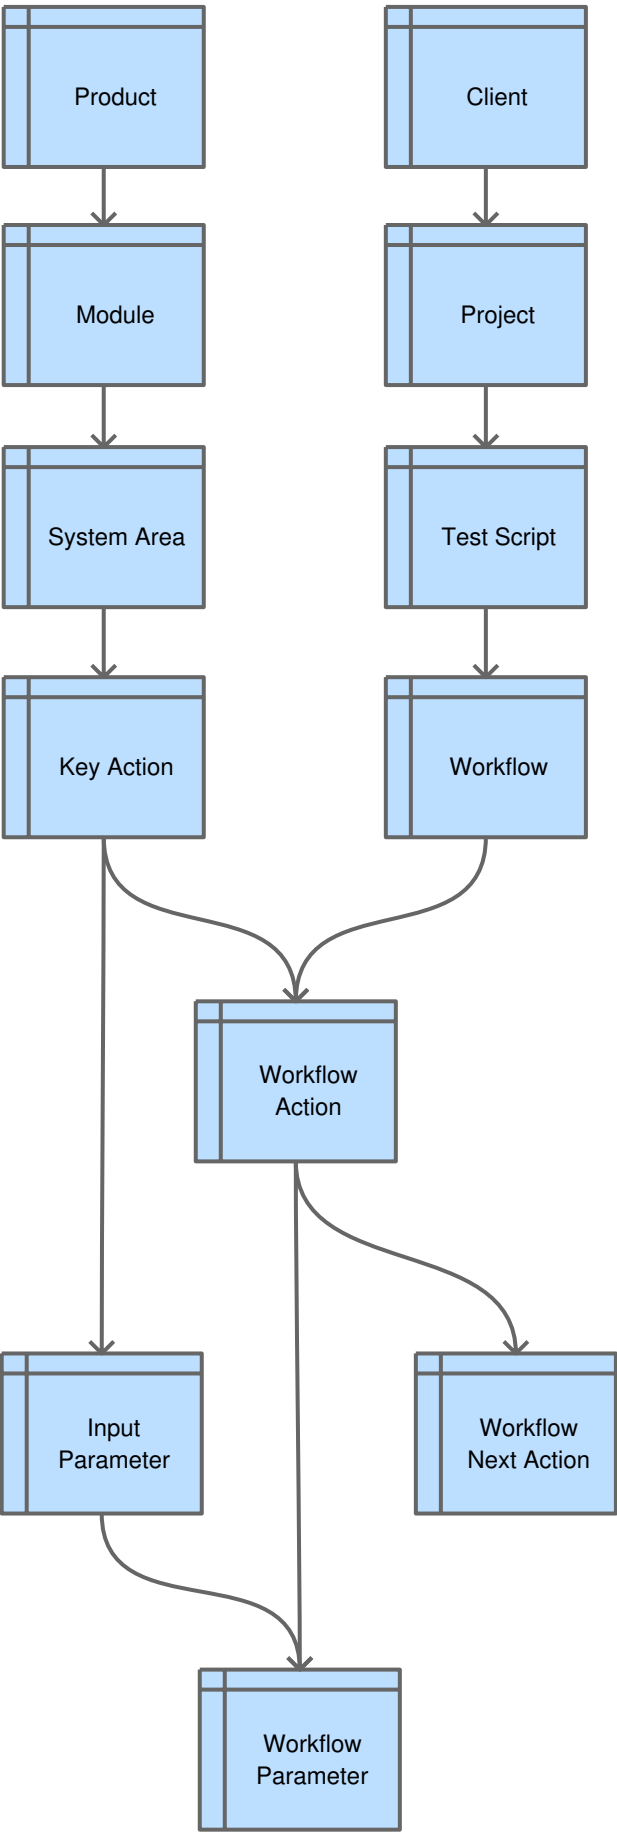 Product
Client
Module
Project
System Area
Test Script
Key Action
Workflow
Workflow
Action
Input
Parameter
Workflow
Next Action
Workflow
Parameter